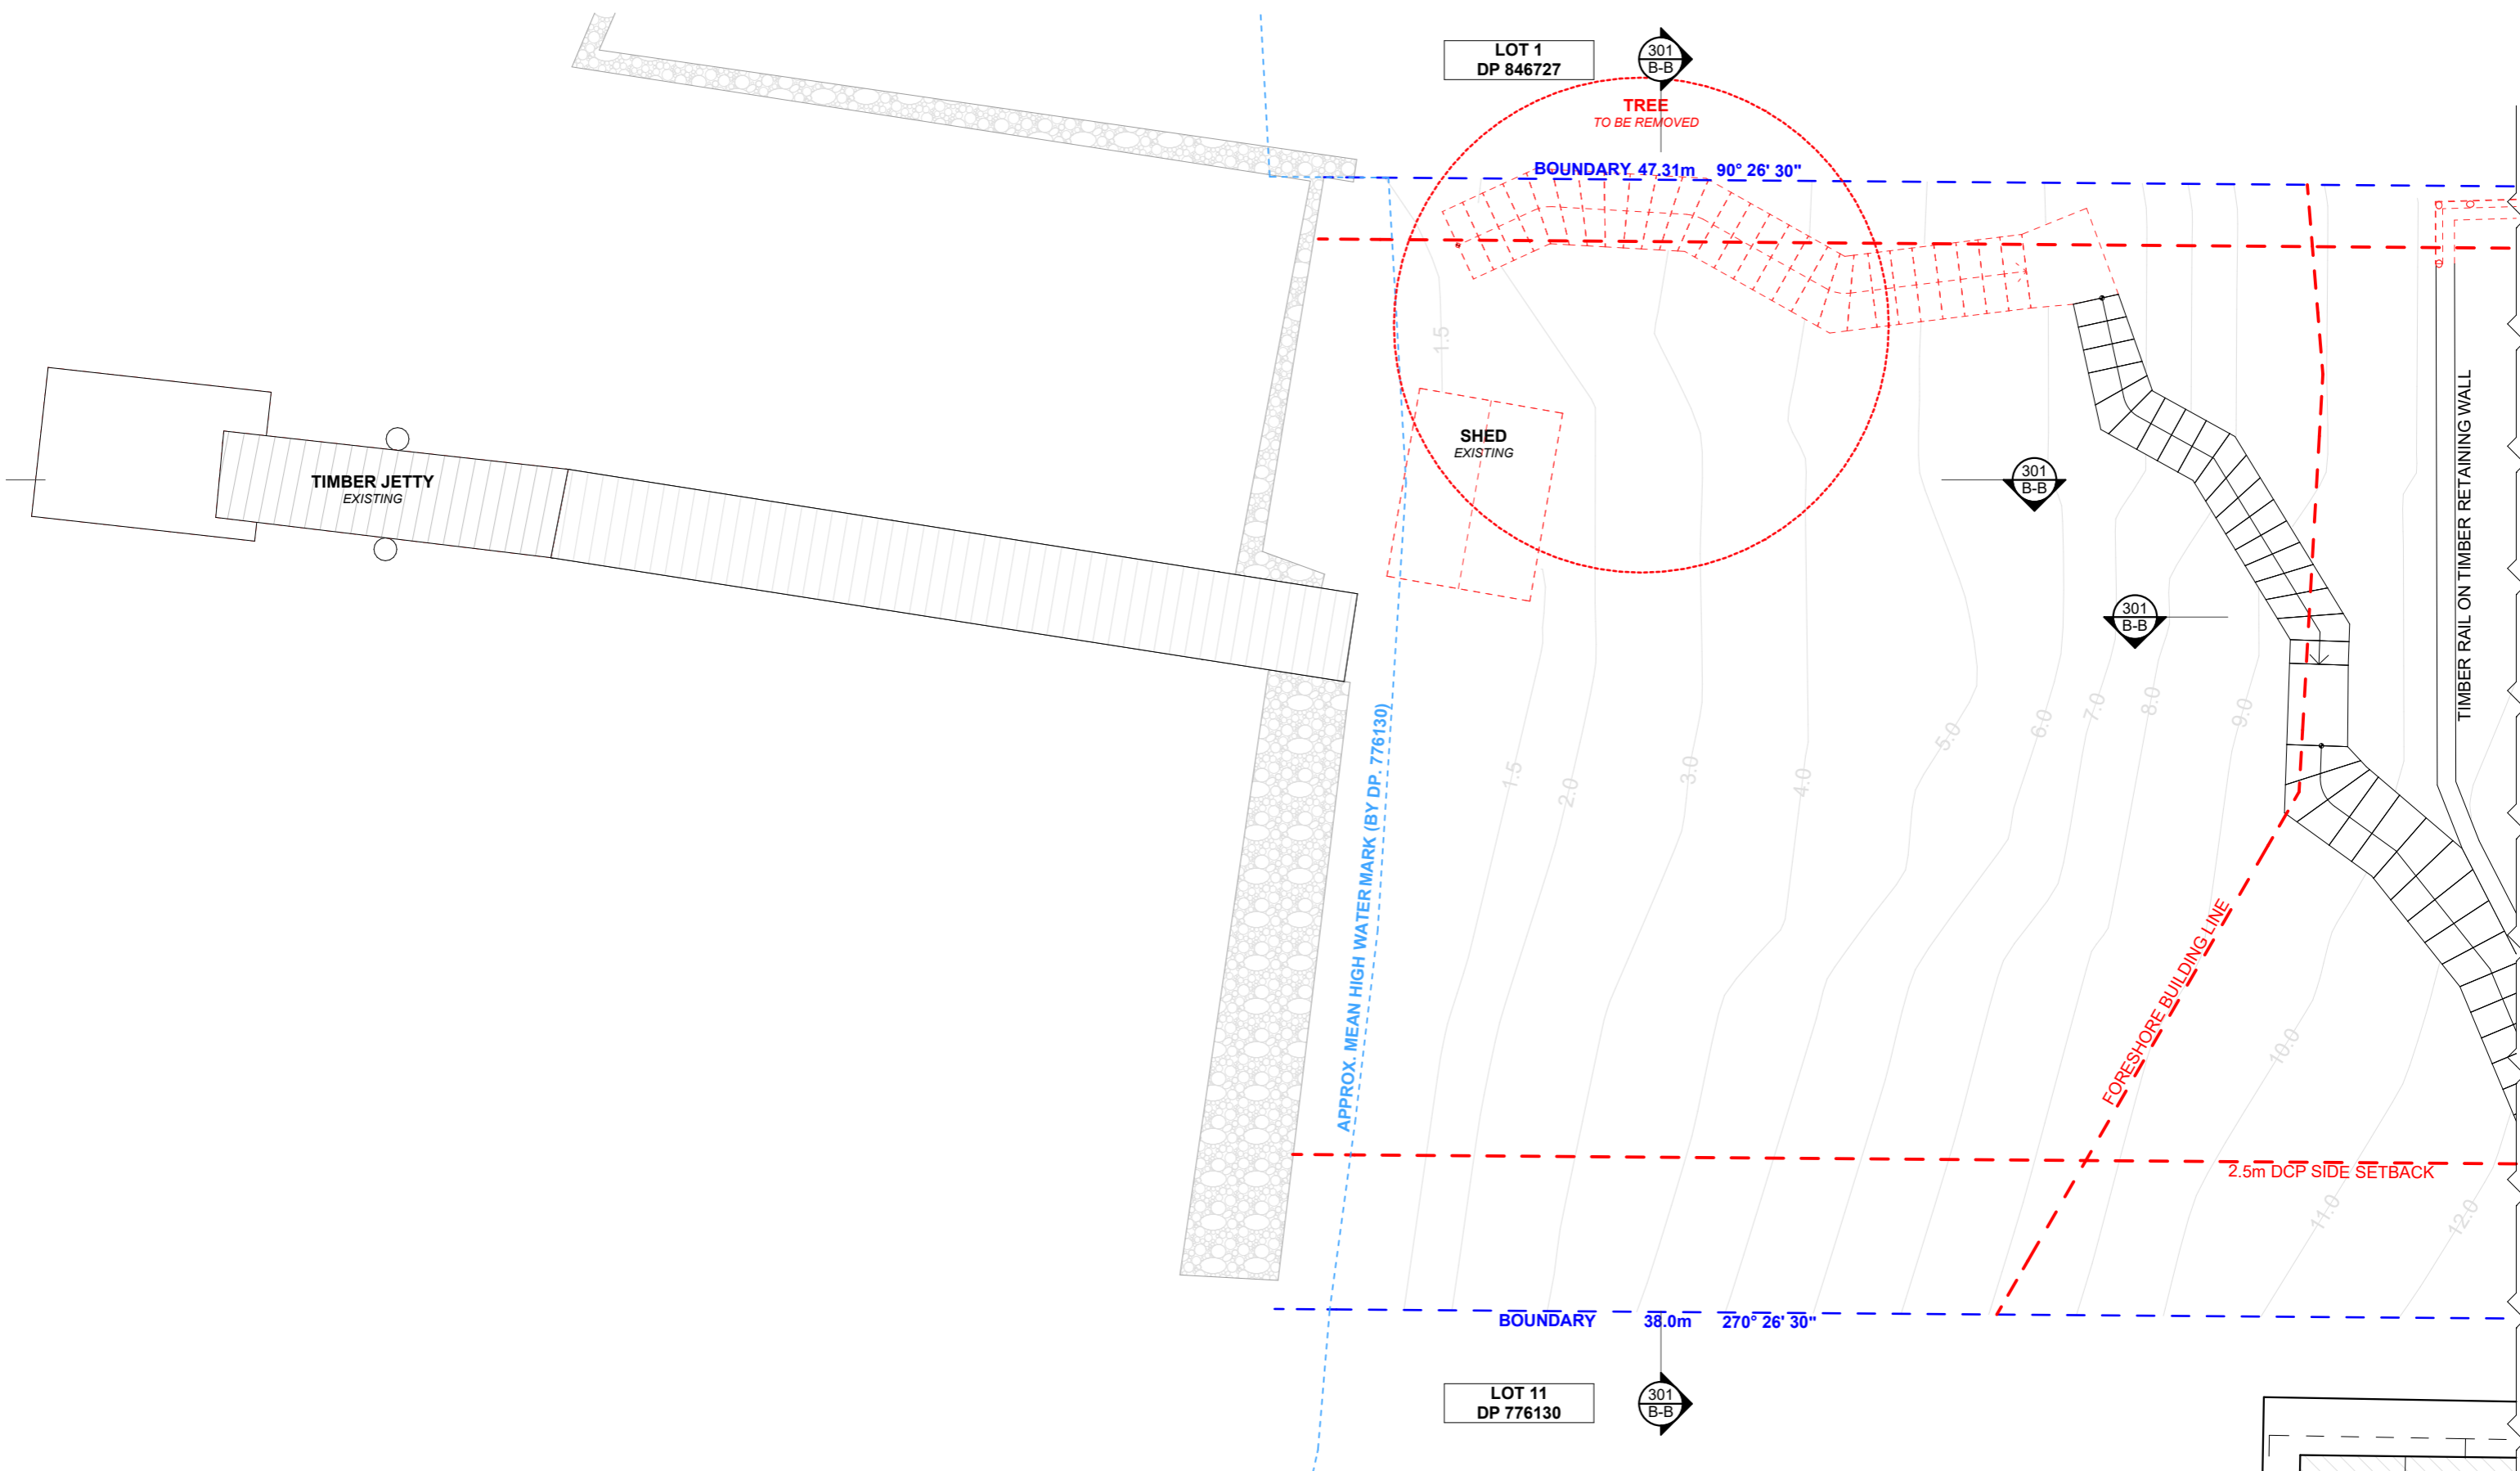 LOT 1
DP 846727
301
B-B
TREE
TO BE REMOVED
BOUNDARY 47.31m 90° 26' 30"
1.5
SHED
EXISTING
TIMBER JETTY
EXISTING
301
B-B
301
B-B
TIMBER RAIL ON TIMBER RETAINING WALL
APPROX. MEAN HIGH WATER MARK (BY DP. 776130)
1.5
2.0
3.0
4.0
5.0
6.0
7.0
8.0
9.0
10.0
11.0
12.0
FORESHORE BUILDING LINE
2.5m DCP SIDE SETBACK
BOUNDARY 38.0m 270° 26' 30"
LOT 11
DP 776130
301
B-B